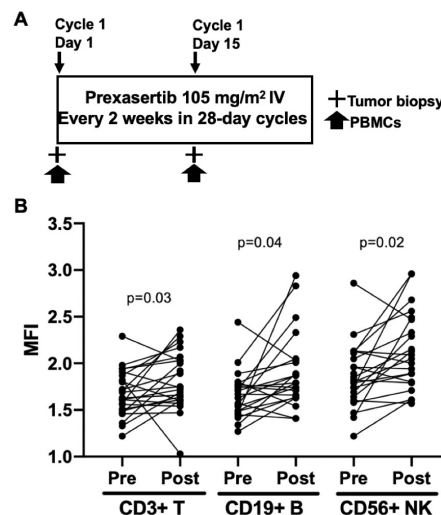 A
Cycle 1
Day 1
Cycle 1
Day 15
Prexasertib 105 mg/m² IV
Every 2 weeks in 28-day cycles
Tumor biopsy
PBMCs
B
MFI
3.5
3.0
2.5
2.0
1.5
1.0
p=0.03
p=0.04
p=0.02
Pre Post Pre Post Pre Post
CD3+ T CD19+ B CD56+ NK